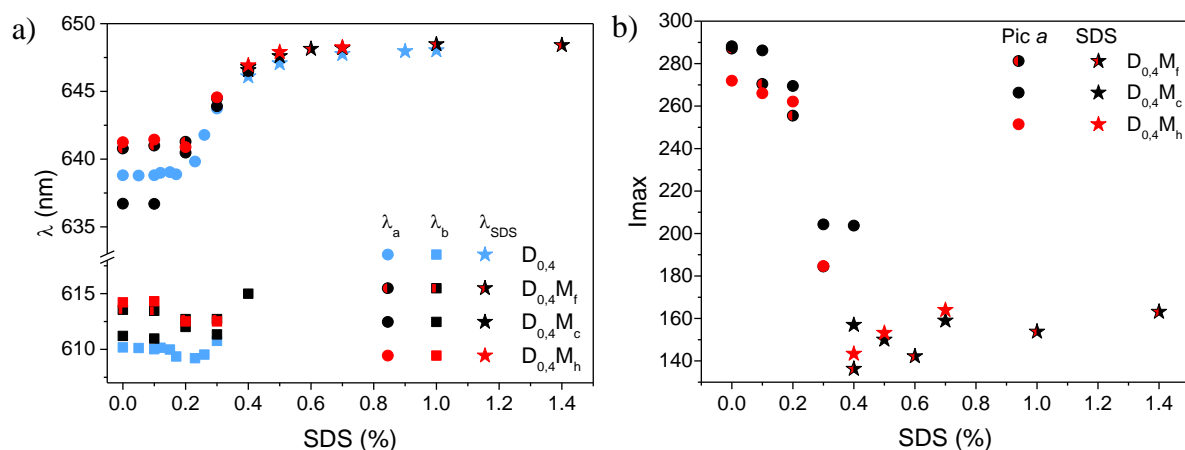 a)
650
645
640
635
615
610
λ (nm)
λa λb λSDS
D0,4
D0,4Mf
D0,4Mc
D0,4Mh
0.0 0.2 0.4 0.6 0.8 1.0 1.2 1.4
SDS (%)
b)
300
280
260
240
220
200
180
160
140
Imax
Pic a SDS
D0,4Mf
D0,4Mc
D0,4Mh
0.0 0.2 0.4 0.6 0.8 1.0 1.2 1.4
SDS (%)